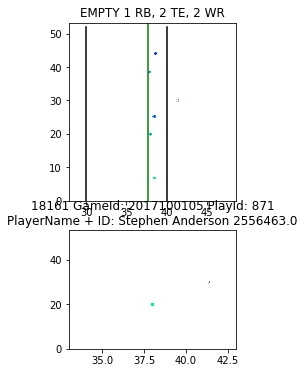 EMPTY 1 RB, 2 TE, 2 WR
50
40
30
20
10
0
30 35 40 45
18161 GameId: 2017100105 PlayId: 871
PlayerName + ID: Stephen Anderson 2556463.0
40
20
0
35.0 37.5 40.0 42.5